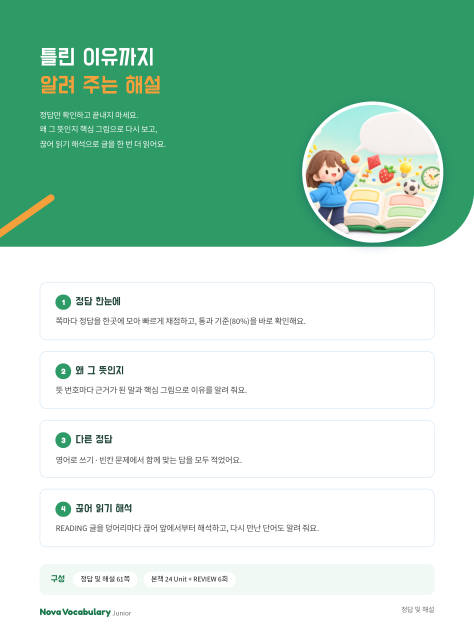 틀린 이유까지
알려 주는 해설
정답만 확인하고 끝내지 마세요.
왜 그 뜻인지 핵심 그림으로 다시 보고,
끊어 읽기 해석으로 글을 한 번 더 읽어요.
1 정답 한눈에
쪽마다 정답을 한곳에 모아 빠르게 채점하고, 통과 기준(80%)을 바로 확인해요.
2 왜 그 뜻인지
뜻 번호마다 근거가 된 말과 핵심 그림으로 이유를 알려 줘요.
3 다른 정답
영어로 쓰기 · 빈칸 문제에서 함께 맞는 답을 모두 적었어요.
4 끊어 읽기 해석
READING 글을 덩어리마다 끊어 앞에서부터 해석하고, 다시 만난 단어도 알려 줘요.
구성 정답 및 해설 61쪽 본책 24 Unit + REVIEW 6회
Nova Vocabulary Junior
정답 및 해설